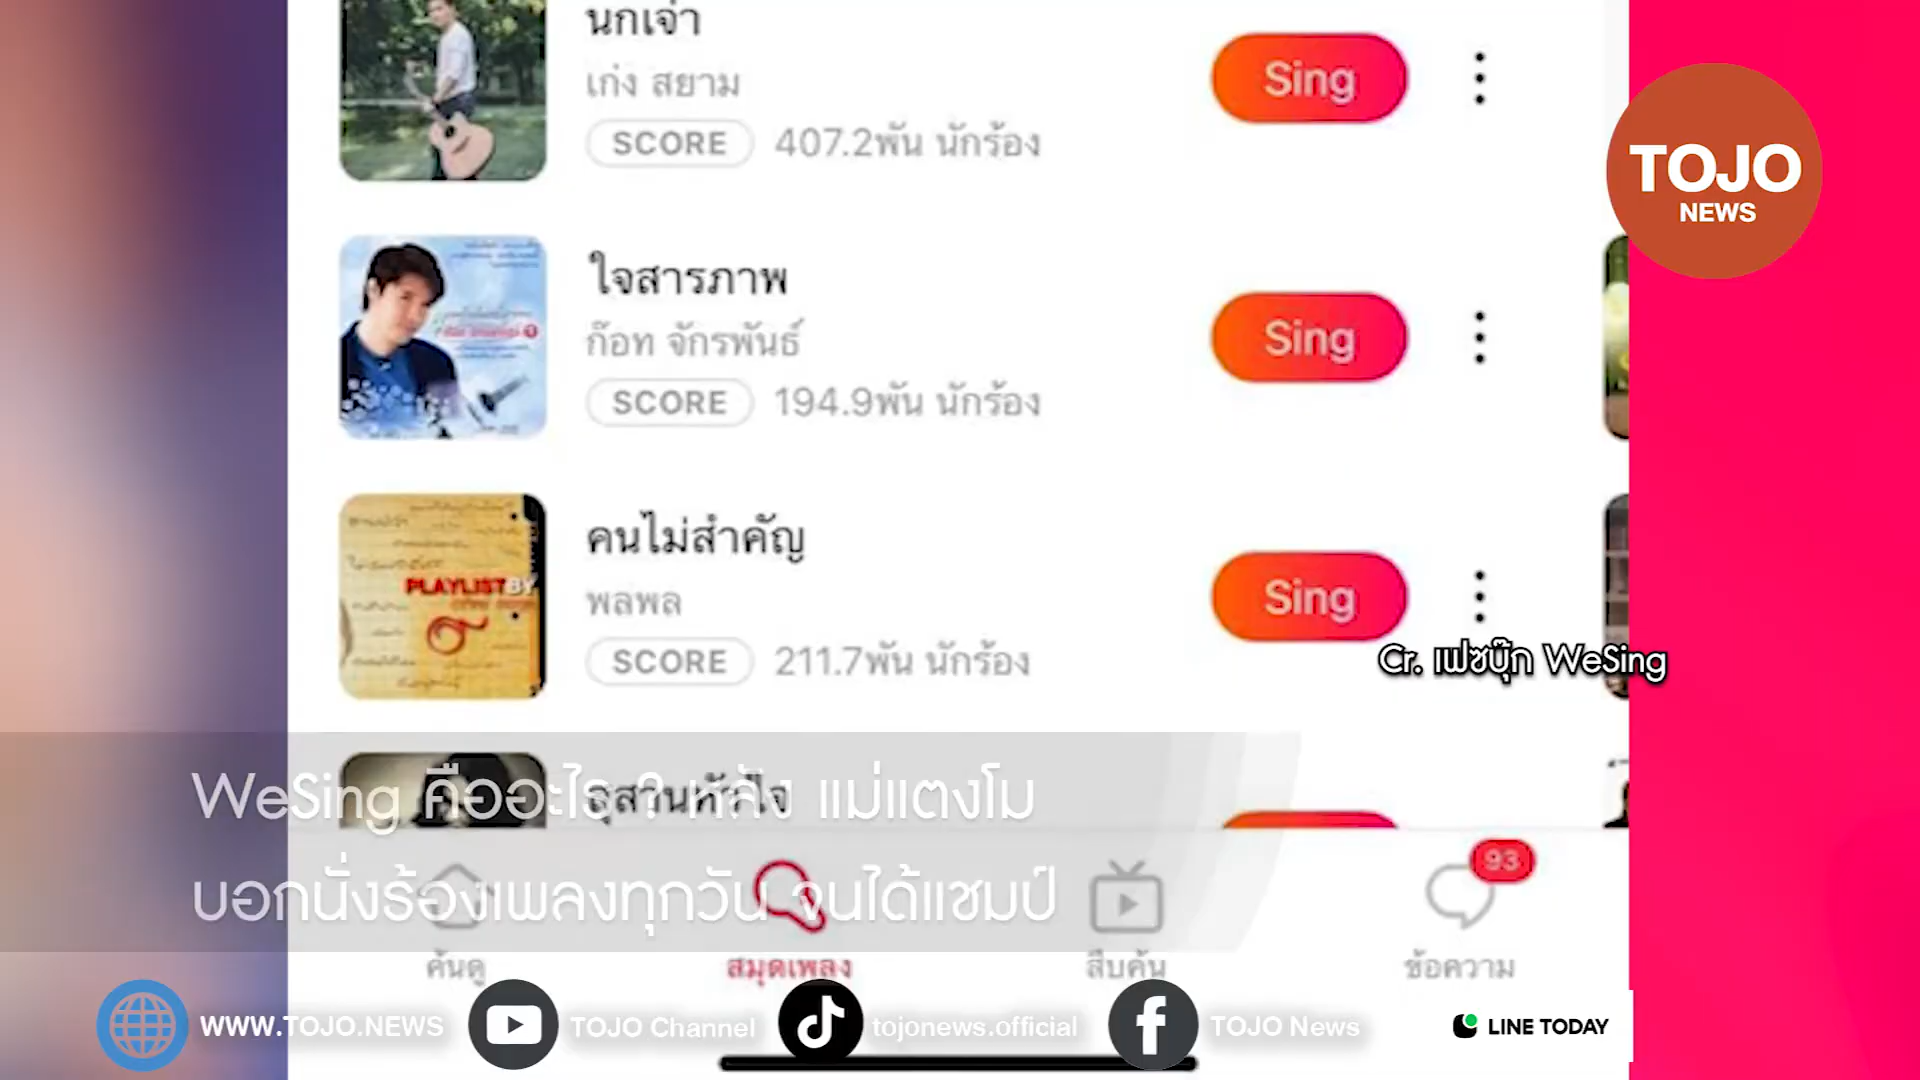 นกเจ่า
เก่ง สยาม
SCORE 407.2พัน นักร้อง
Sing
TOJO
NEWS
ใจสารภาพ
ก๊อท จักรพันธ์
SCORE 194.9พัน นักร้อง
Sing
PLAYLIST BY
คนไม่สำคัญ
พลพล
SCORE 211.7พัน นักร้อง
Sing
Cr. เฟซบุ๊ก WeSing
WeSing คืออะไร ? หลัง แม่แตงโม
บอกนั่งร้องเพลงทุกวัน จนได้แชมป์
93
ค้นดู
สมุดเพลง
สืบค้น
ข้อความ
WWW.TOJO.NEWS
TOJO Channel
tojonews.official
TOJO News
LINE TODAY